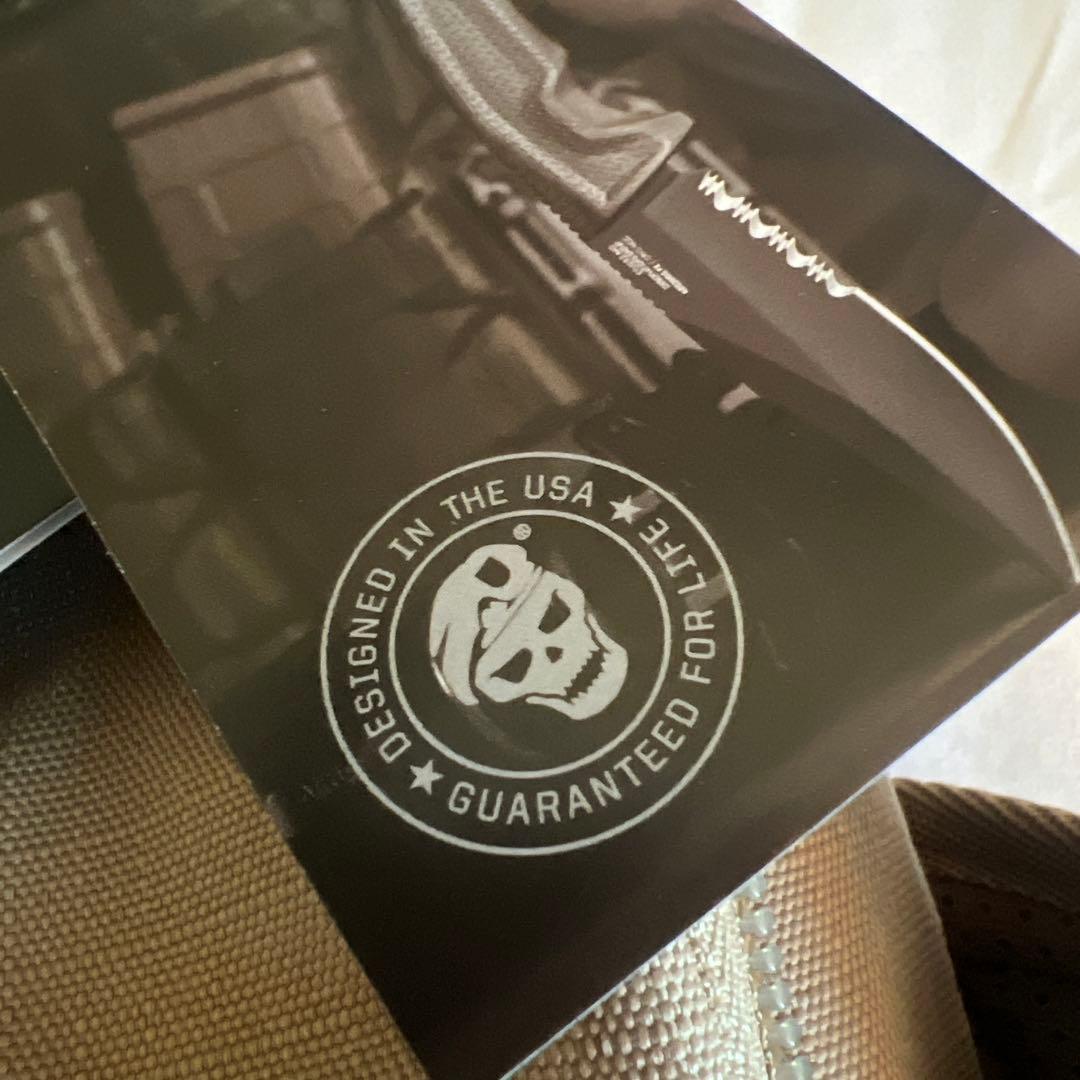 DESIGNED IN THE USA ★
GUARANTEED FOR LIFE ★
®